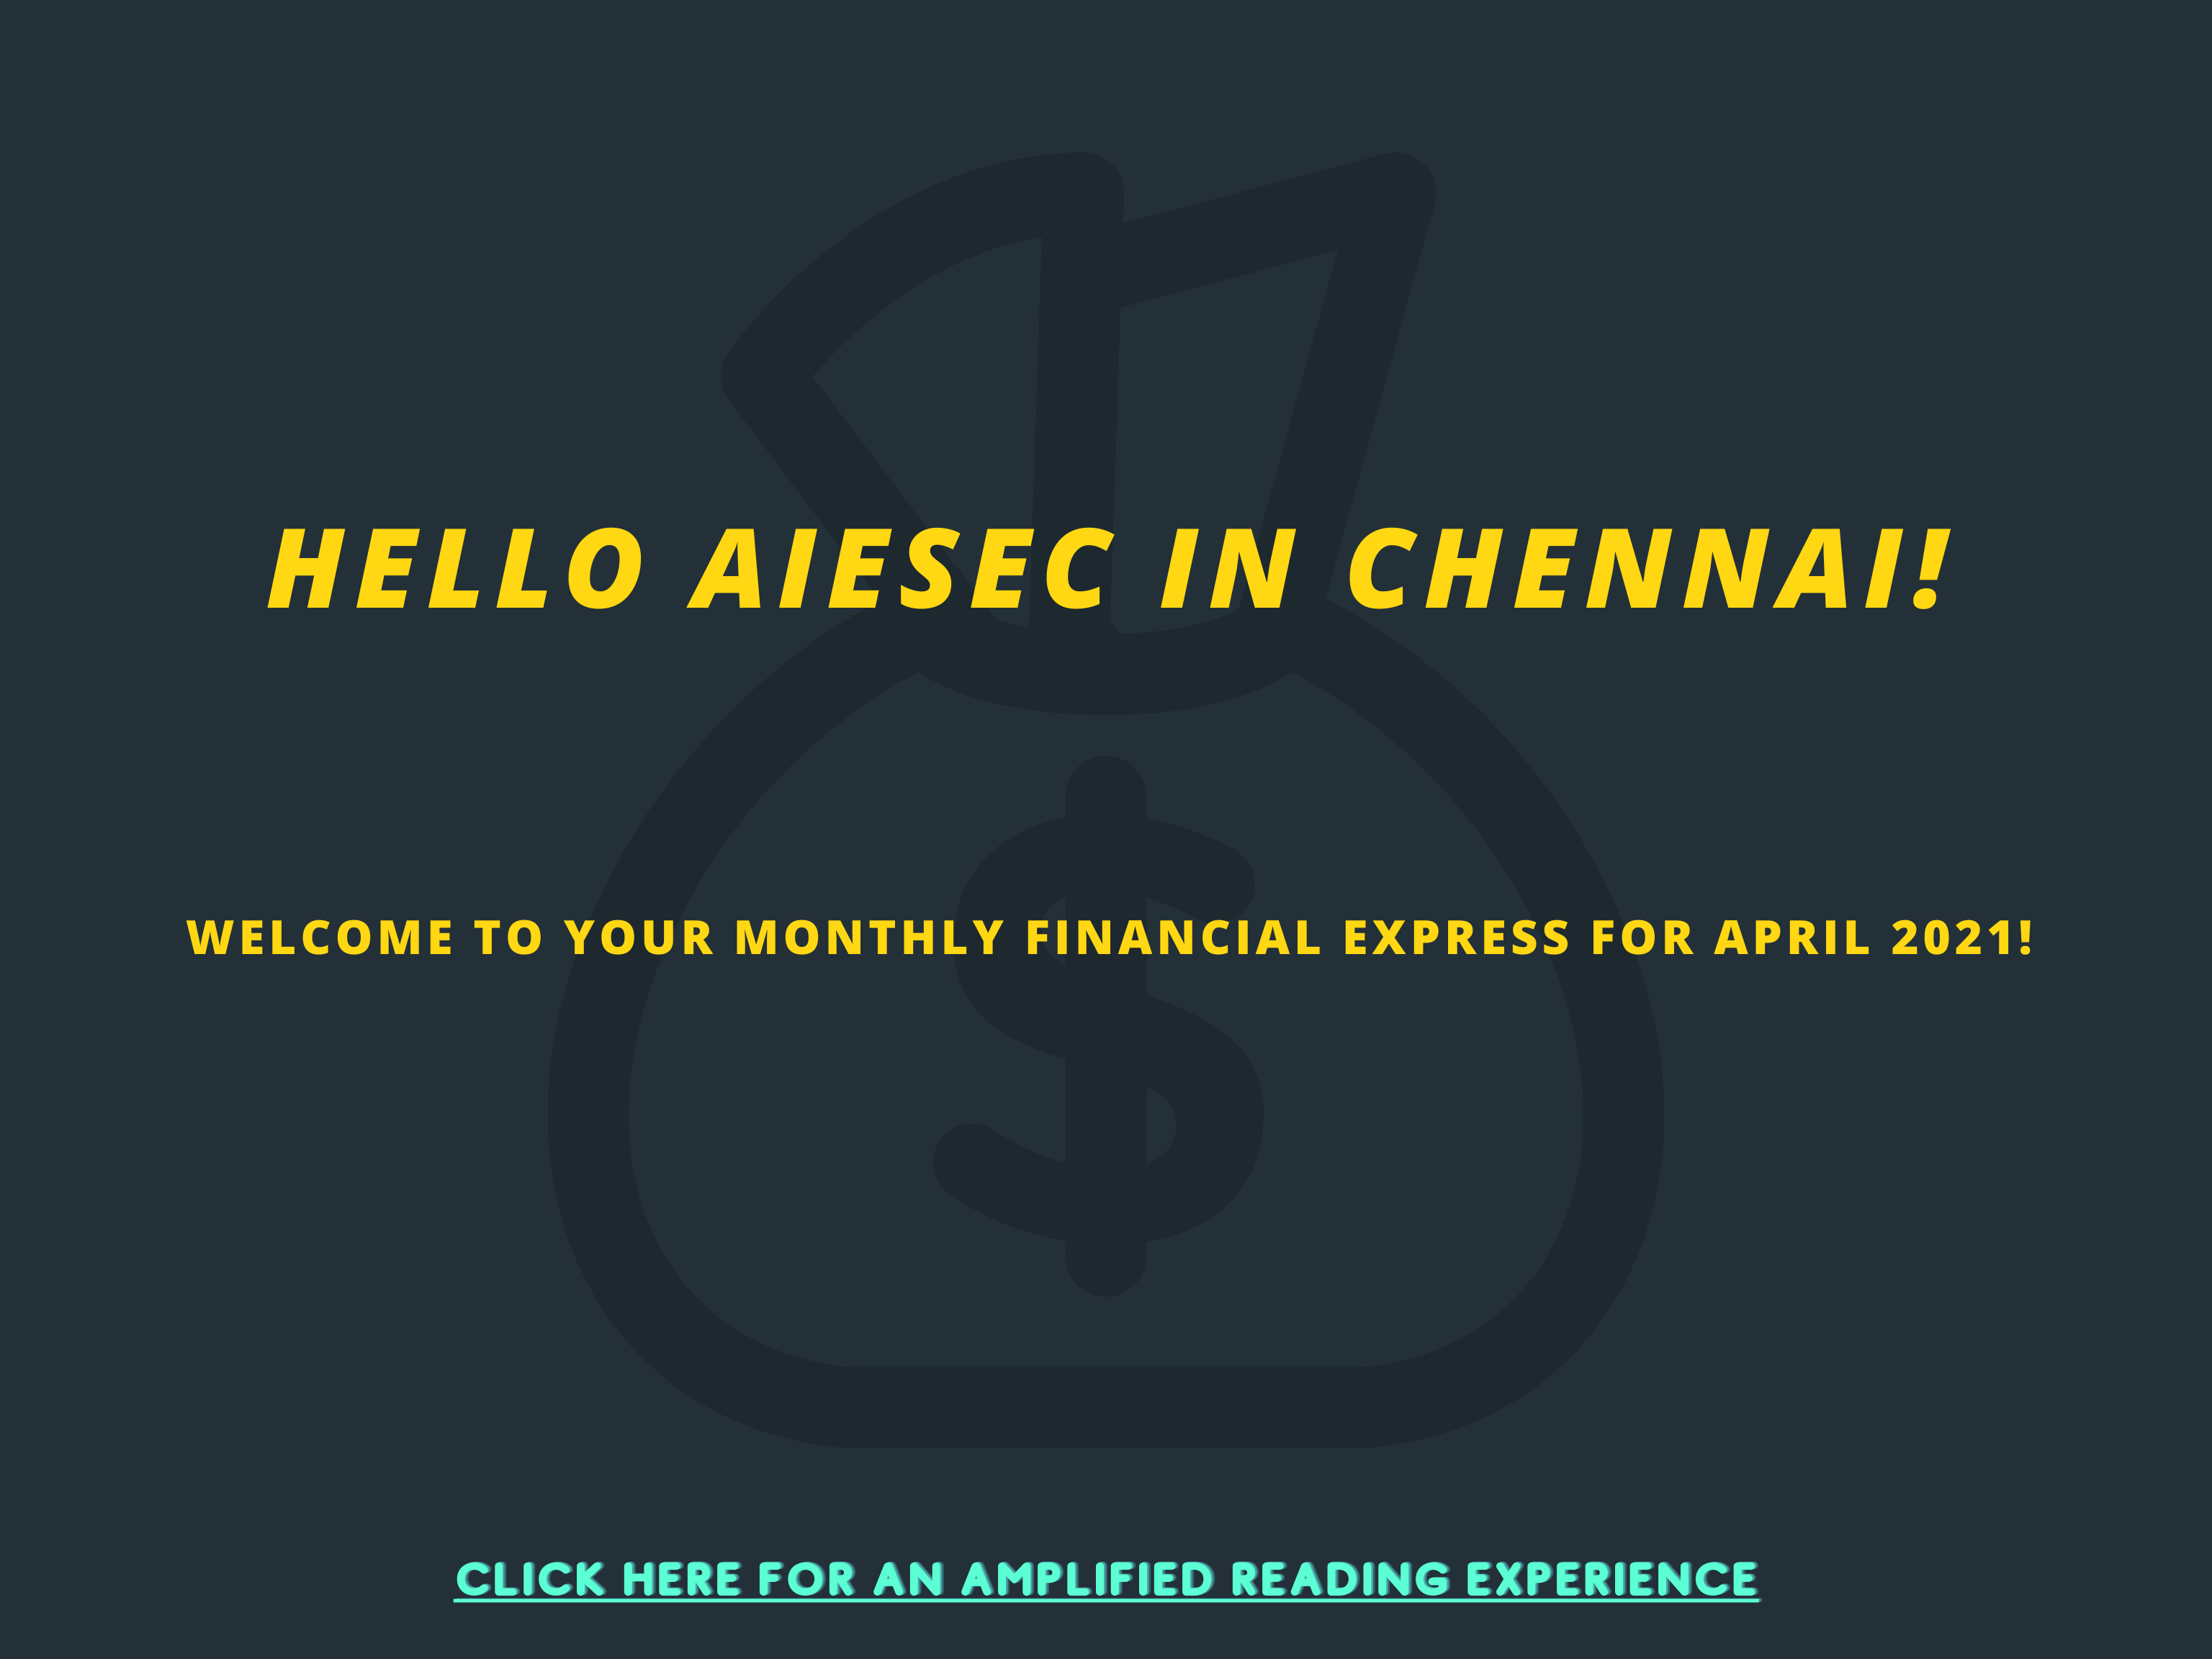 HELLO AIESEC IN CHENNAI!
WELCOME TO YOUR MONTHLY FINANCIAL EXPRESS FOR APRIL 2021!
CLICK HERE FOR AN AMPLIFIED READING EXPERIENCE